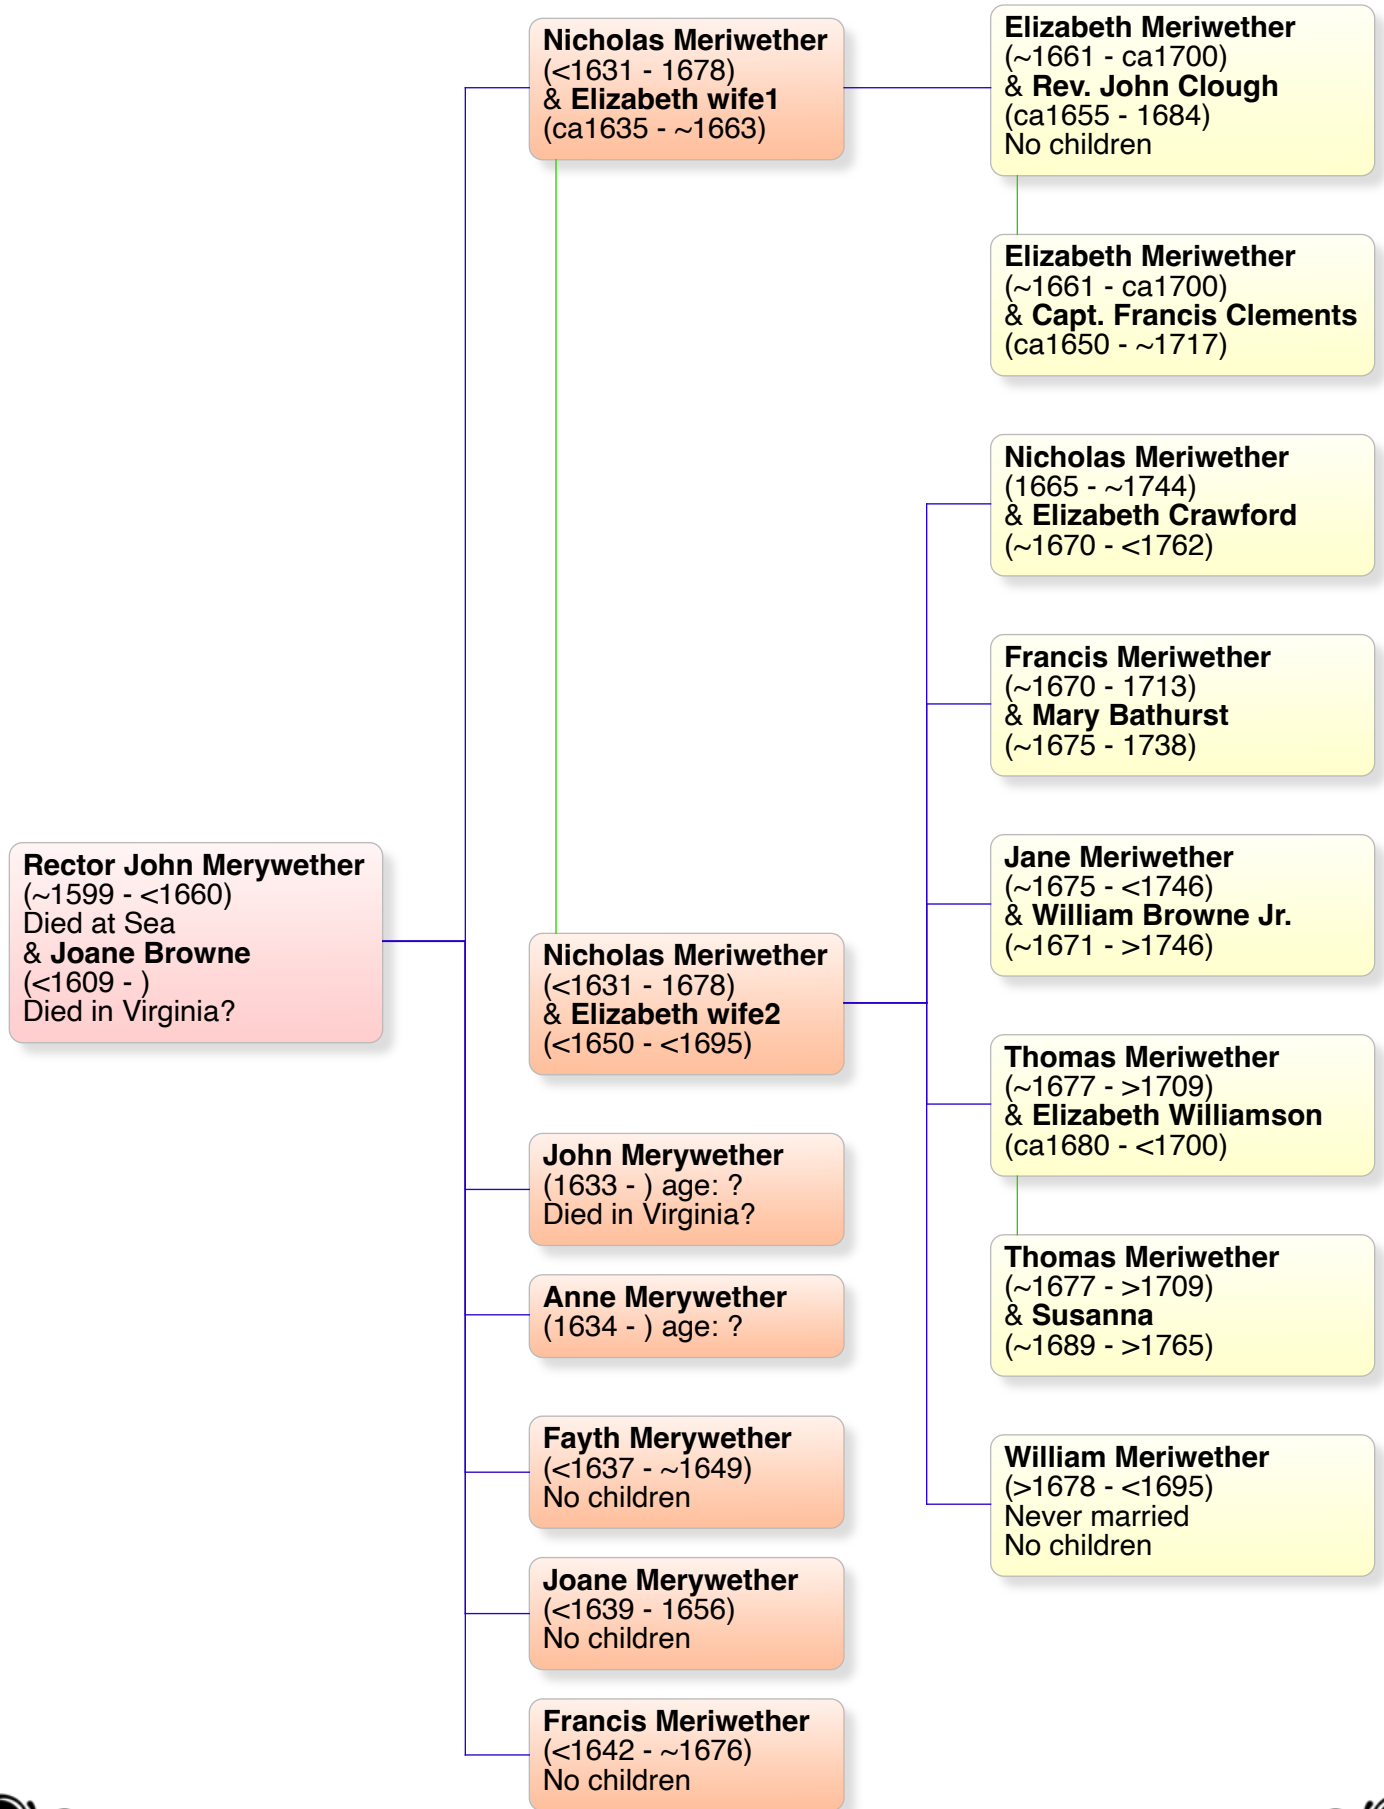 Nicholas Meriwether
(<1631 - 1678)
& Elizabeth wife1
(ca1635 - ~1663)
Elizabeth Meriwether
(~1661 - ca1700)
& Rev. John Clough
(ca1655 - 1684)
No children
Elizabeth Meriwether
(~1661 - ca1700)
& Capt. Francis Clements
(ca1650 - ~1717)
Nicholas Meriwether
(1665 - ~1744)
& Elizabeth Crawford
(~1670 - <1762)
Francis Meriwether
(~1670 - 1713)
& Mary Bathurst
(~1675 - 1738)
Rector John Merywether
(~1599 - <1660)
Died at Sea
& Joane Browne
(<1609 - )
Died in Virginia?
Jane Meriwether
(~1675 - <1746)
& William Browne Jr.
(~1671 - >1746)
Nicholas Meriwether
(<1631 - 1678)
& Elizabeth wife2
(<1650 - <1695)
Thomas Meriwether
(~1677 - >1709)
& Elizabeth Williamson
(ca1680 - <1700)
John Merywether
(1633 - ) age: ?
Died in Virginia?
Thomas Meriwether
(~1677 - >1709)
& Susanna
(~1689 - >1765)
Anne Merywether
(1634 - ) age: ?
Fayth Merywether
(<1637 - ~1649)
No children
William Meriwether
(>1678 - <1695)
Never married
No children
Joane Merywether
(<1639 - 1656)
No children
Francis Meriwether
(<1642 - ~1676)
No children